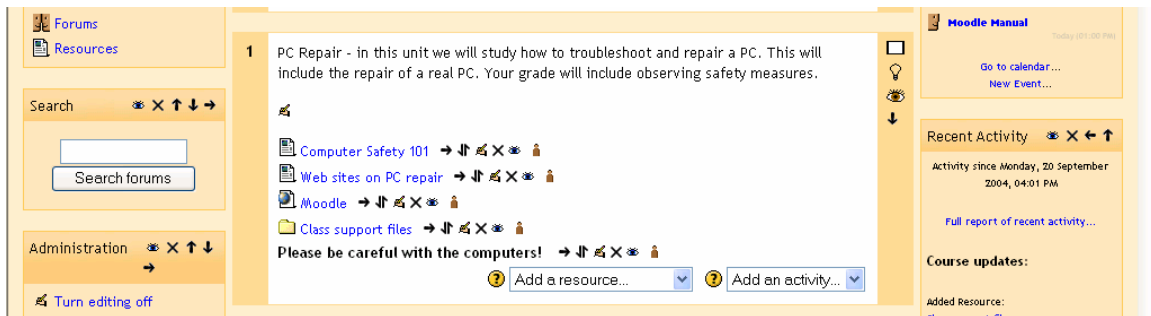 Forums
Resources
Search
Search forums
Administration
Turn editing off
1
PC Repair - in this unit we will study how to troubleshoot and repair a PC. This will
include the repair of a real PC. Your grade will include observing safety measures.
Computer Safety 101
Web sites on PC repair
Moodle
Class support files
Please be careful with the computers!
? Add a resource... ? Add an activity...
Moodle Manual
Today (01:00 PM)
Go to calendar...
New Event...
Recent Activity
Activity since Monday, 20 September
2004, 04:01 PM
Full report of recent activity...
Course updates:
Added Resource: